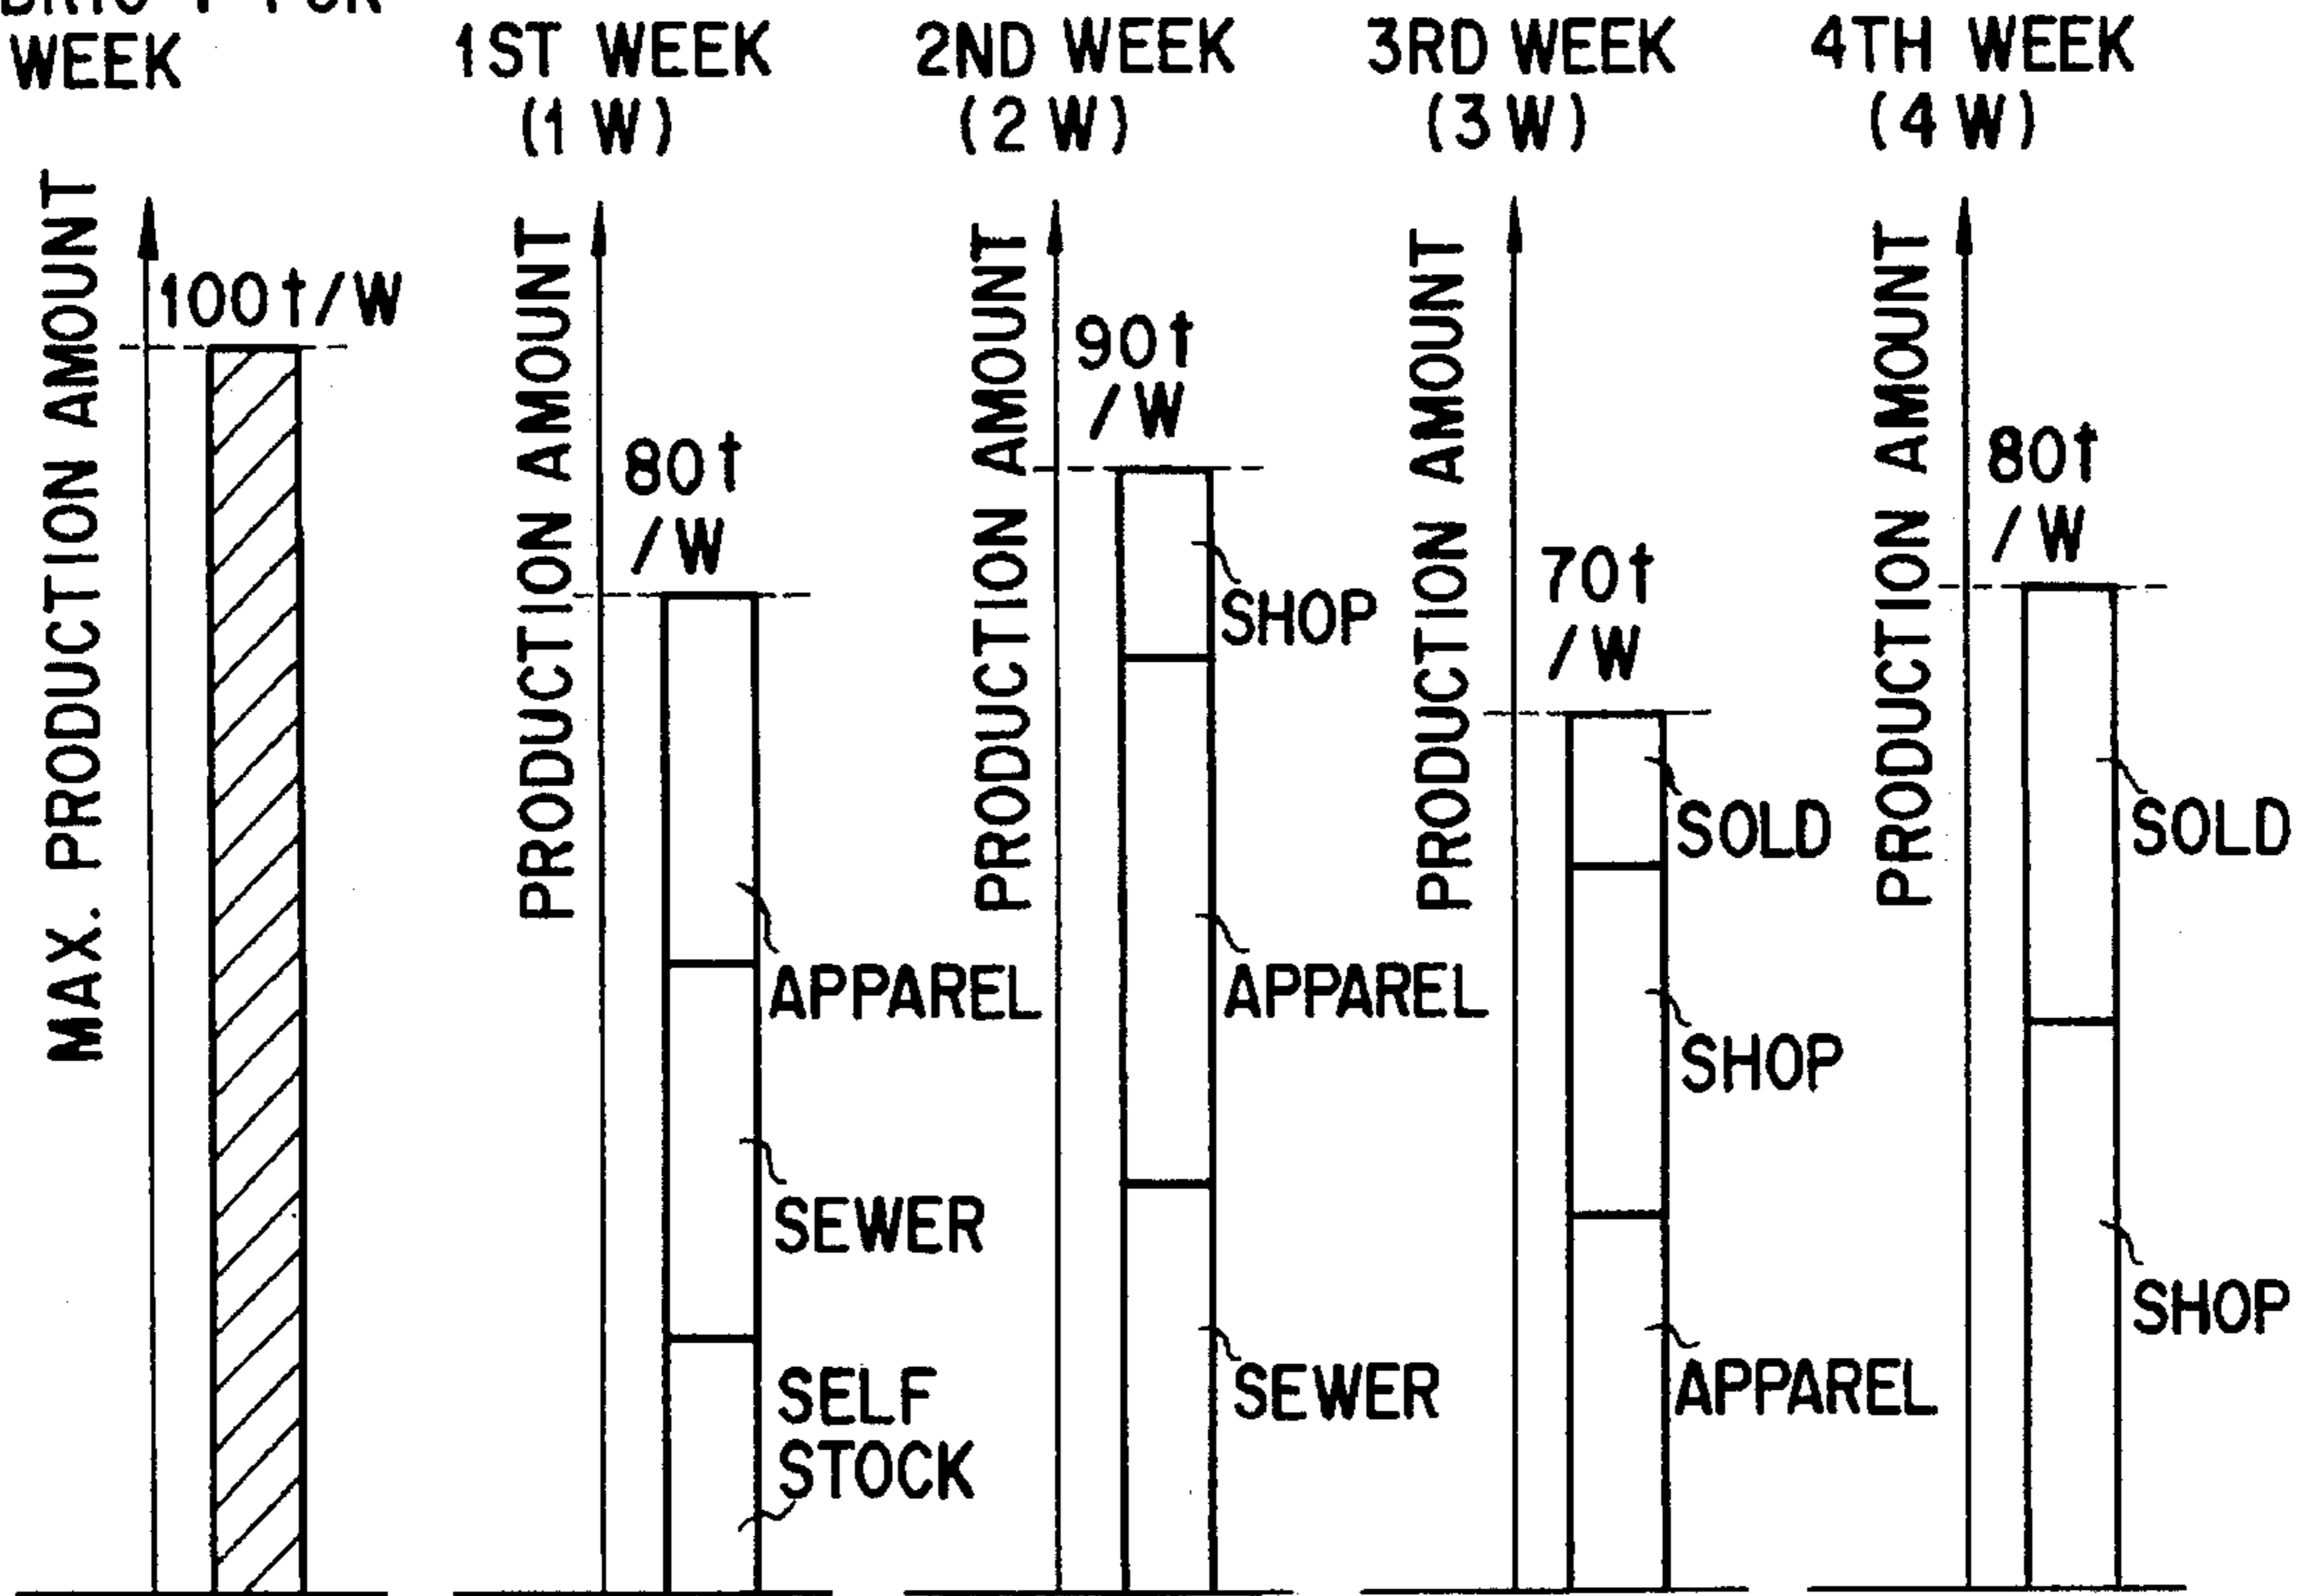 WEEK
1ST WEEK
(1 W)
2ND WEEK
(2 W)
3RD WEEK
(3 W)
4TH WEEK
(4 W)
MAX. PRODUCTION AMOUNT
100t/W
PRODUCTION AMOUNT
80t
/W
APPAREL
SEWER
SELF
STOCK
PRODUCTION AMOUNT
90t
/W
SHOP
APPAREL
SEWER
PRODUCTION AMOUNT
70t
/W
SOLD
SHOP
APPAREL
PRODUCTION AMOUNT
80t
/W
SOLD
SHOP